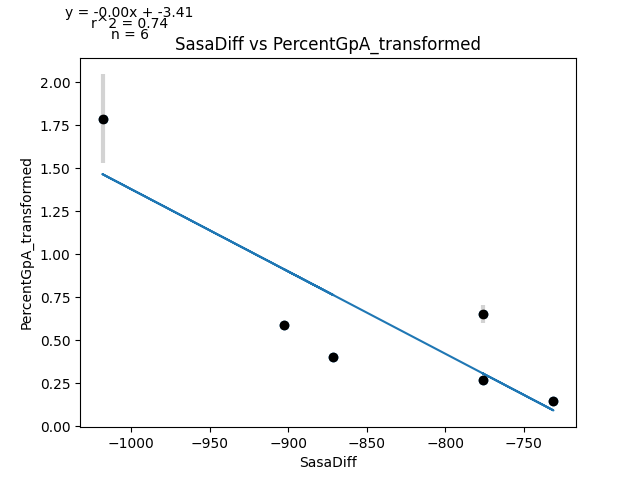 y = -0.00x + -3.41
r^2 = 0.74
n = 6
SasaDiff vs PercentGpA_transformed
2.00
1.75
1.50
1.25
1.00
0.75
0.50
0.25
0.00
PercentGpA_transformed
−1000 −950 −900 −850 −800 −750
SasaDiff